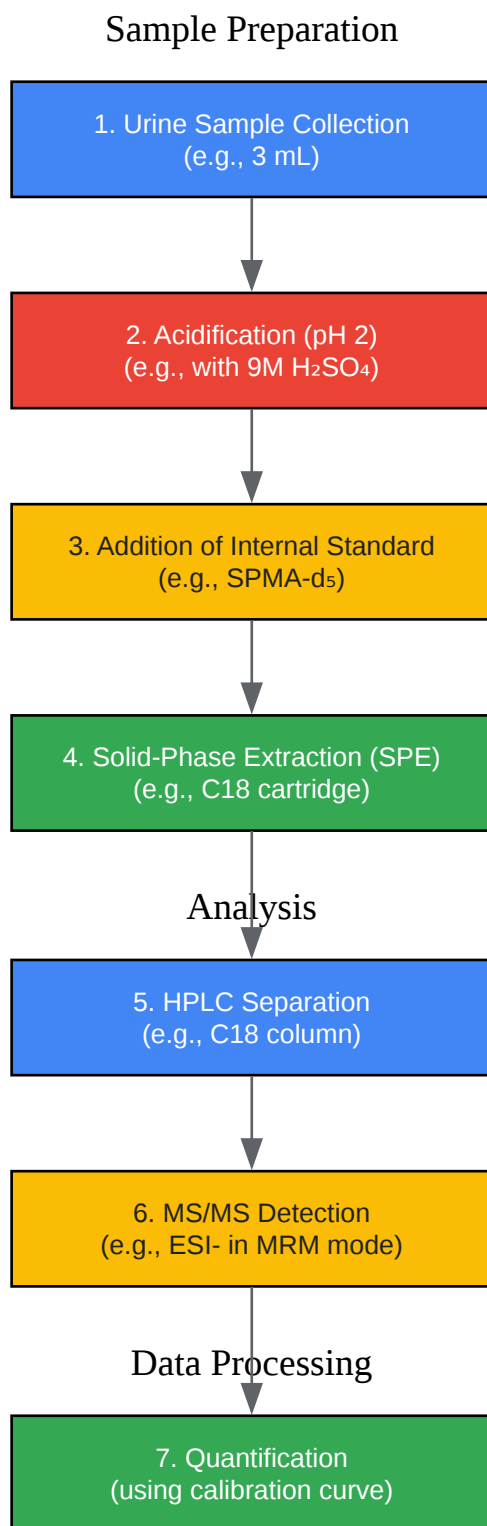 Sample Preparation
1. Urine Sample Collection
(e.g., 3 mL)
2. Acidification (pH 2)
(e.g., with 9M H₂SO₄)
3. Addition of Internal Standard
(e.g., SPMA-d₅)
4. Solid-Phase Extraction (SPE)
(e.g., C18 cartridge)
Analysis
5. HPLC Separation
(e.g., C18 column)
6. MS/MS Detection
(e.g., ESI- in MRM mode)
Data Processing
7. Quantification
(using calibration curve)